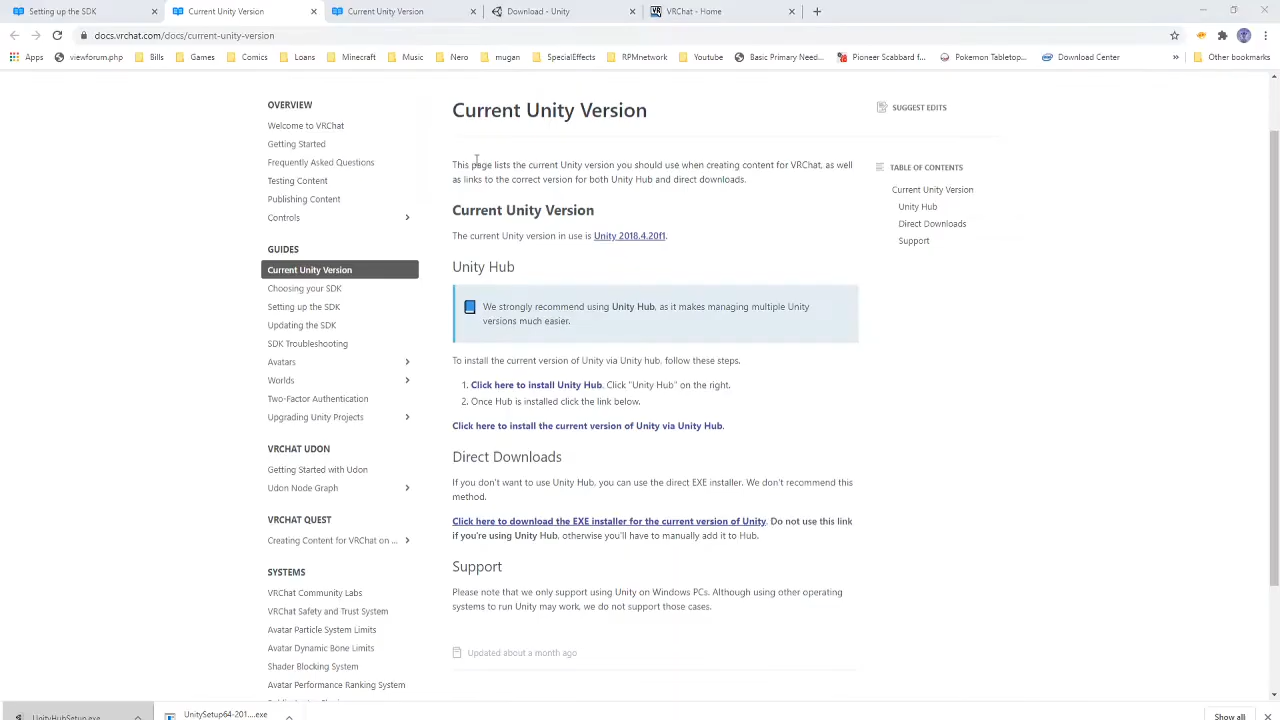 Setting up the SDK
Current Unity Version
Current Unity Version
Download - Unity
VRChat - Home
docs.vrchat.com/docs/current-unity-version
Apps
viewforum.php
Bills
Games
Comics
Loans
Minecraft
Music
Nero
mugan
SpecialEffects
RPMnetwork
Youtube
Basic Primary Need...
Pioneer Scabbard f...
Pokemon Tabletop...
Download Center
»
Other bookmarks
OVERVIEW
Welcome to VRChat
Getting Started
Frequently Asked Questions
Testing Content
Publishing Content
Controls
GUIDES
Current Unity Version
Choosing your SDK
Setting up the SDK
Updating the SDK
SDK Troubleshooting
Avatars
Worlds
Two-Factor Authentication
Upgrading Unity Projects
VRCHAT UDON
Getting Started with Udon
Udon Node Graph
VRCHAT QUEST
Creating Content for VRChat on ...
SYSTEMS
VRChat Community Labs
VRChat Safety and Trust System
Avatar Particle System Limits
Avatar Dynamic Bone Limits
Shader Blocking System
Avatar Performance Ranking System
Current Unity Version
This page lists the current Unity version you should use when creating content for VRChat, as well
as links to the correct version for both Unity Hub and direct downloads.
Current Unity Version
The current Unity version in use is Unity 2018.4.20f1.
Unity Hub
We strongly recommend using Unity Hub, as it makes managing multiple Unity
versions much easier.
To install the current version of Unity via Unity hub, follow these steps.
1. Click here to install Unity Hub. Click "Unity Hub" on the right.
2. Once Hub is installed click the link below.
Click here to install the current version of Unity via Unity Hub.
Direct Downloads
If you don't want to use Unity Hub, you can use the direct EXE installer. We don't recommend this
method.
Click here to download the EXE installer for the current version of Unity. Do not use this link
if you're using Unity Hub, otherwise you'll have to manually add it to Hub.
Support
Please note that we only support using Unity on Windows PCs. Although using other operating
systems to run Unity may work, we do not support those cases.
Updated about a month ago
SUGGEST EDITS
TABLE OF CONTENTS
Current Unity Version
Unity Hub
Direct Downloads
Support
UnityHubSetup.exe
UnitySetup64-201....exe
Show all